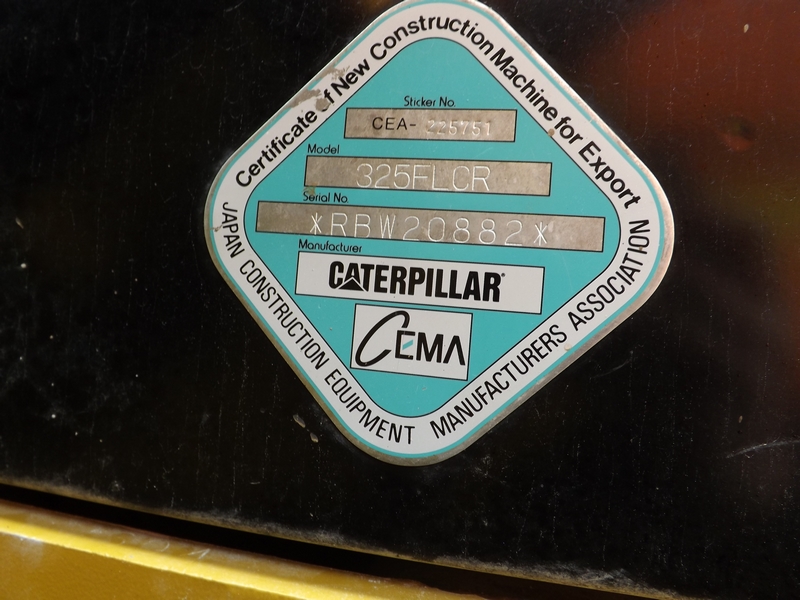 Certificate of New Construction Machine for Export
Sticker No.
CEA- 225751
Model
325FLCR
Serial No.
*RBW20882*
Manufacturer
CATERPILLAR
CEMA
JAPAN CONSTRUCTION EQUIPMENT MANUFACTURERS ASSOCIATION